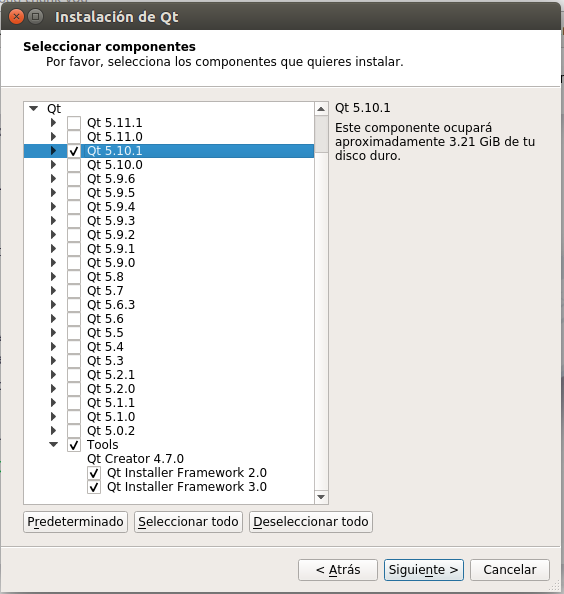 Instalación de Qt
Seleccionar componentes
Por favor, selecciona los componentes que quieres instalar.
Qt
Qt 5.11.1
Qt 5.11.0
Qt 5.10.1
Qt 5.10.0
Qt 5.9.6
Qt 5.9.5
Qt 5.9.4
Qt 5.9.3
Qt 5.9.2
Qt 5.9.1
Qt 5.9.0
Qt 5.8
Qt 5.7
Qt 5.6.3
Qt 5.6
Qt 5.5
Qt 5.4
Qt 5.3
Qt 5.2.1
Qt 5.2.0
Qt 5.1.1
Qt 5.1.0
Qt 5.0.2
Tools
Qt Creator 4.7.0
Qt Installer Framework 2.0
Qt Installer Framework 3.0
Qt 5.10.1
Este componente ocupará
aproximadamente 3.21 GiB de tu
disco duro.
Predeterminado
Seleccionar todo
Deseleccionar todo
< Atrás
Siguiente >
Cancelar